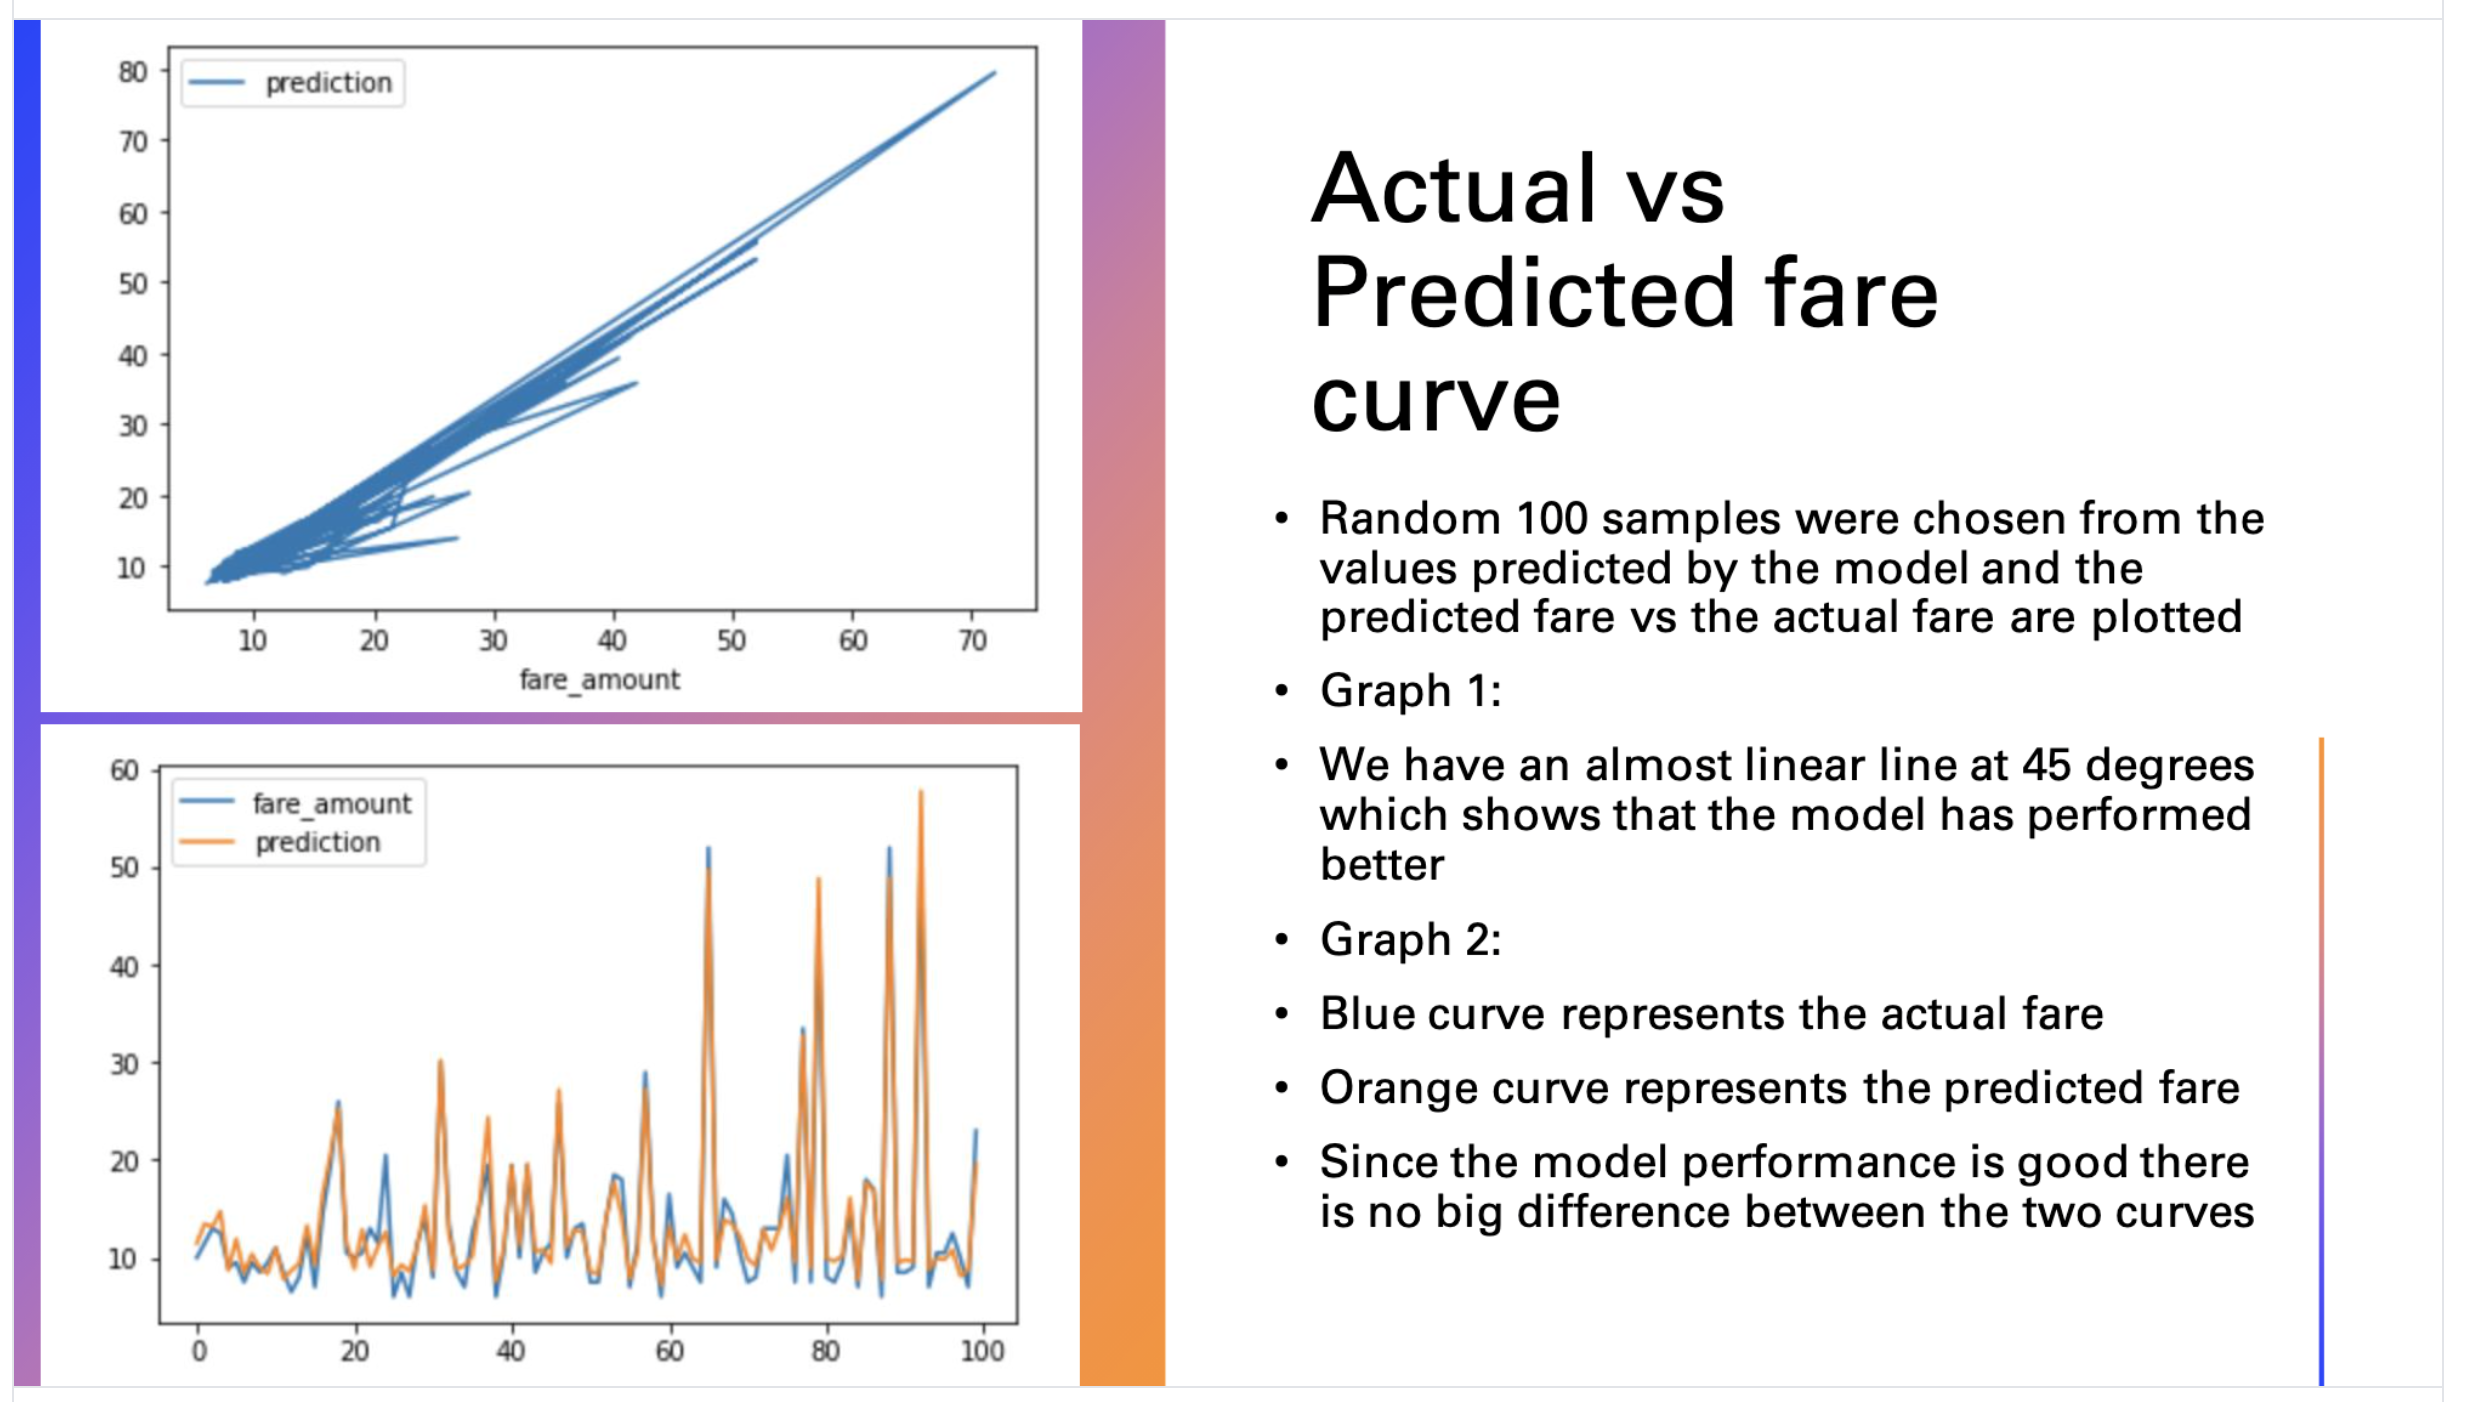 prediction
80
70
60
50
40
30
20
10
10 20 30 40 50 60 70
fare_amount
fare_amount
prediction
60
50
40
30
20
10
0 20 40 60 80 100
Actual vs
Predicted fare
curve
• Random 100 samples were chosen from the
values predicted by the model and the
predicted fare vs the actual fare are plotted
• Graph 1:
• We have an almost linear line at 45 degrees
which shows that the model has performed
better
• Graph 2:
• Blue curve represents the actual fare
• Orange curve represents the predicted fare
• Since the model performance is good there
is no big difference between the two curves